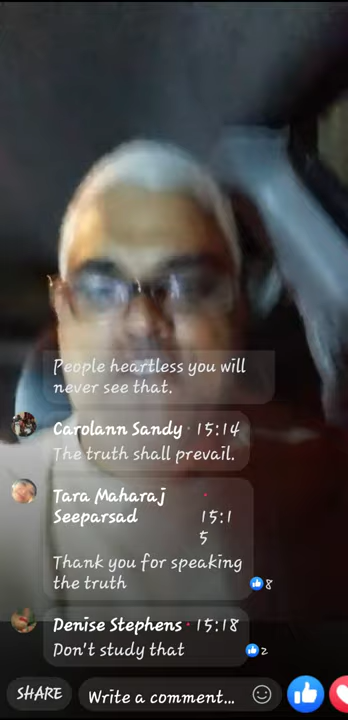 People heartless you will
never see that.
Carolann Sandy · 15:14
The truth shall prevail.
Tara Maharaj
Seeparsad · 15:1
5
Thank you for speaking
the truth
8
Denise Stephens · 15:18
Don't study that
2
SHARE
Write a comment...